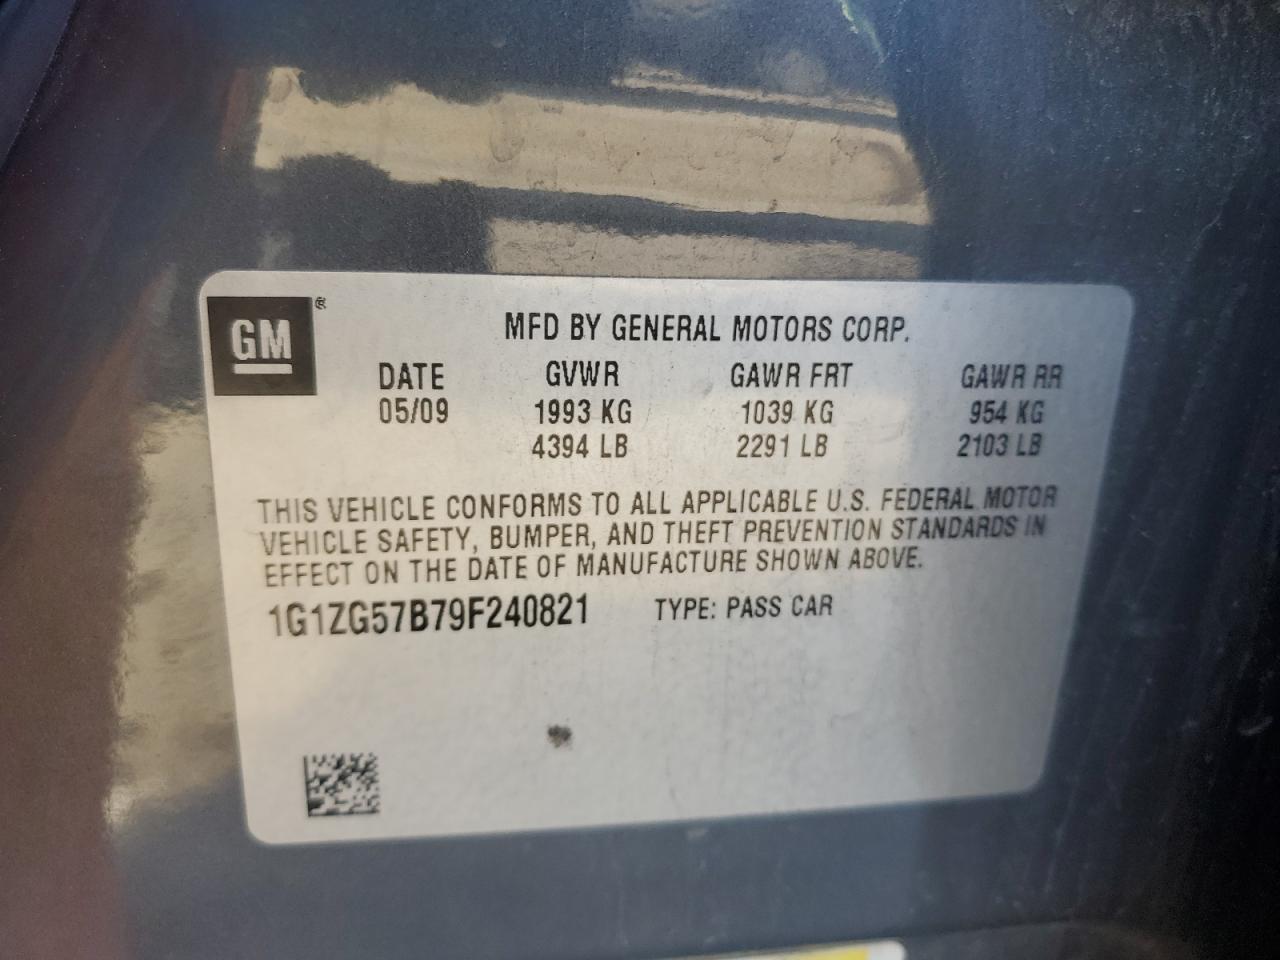 GM ®
MFD BY GENERAL MOTORS CORP.
DATE GVWR GAWR FRT GAWR RR
05/09 1993 KG 1039 KG 954 KG
4394 LB 2291 LB 2103 LB
THIS VEHICLE CONFORMS TO ALL APPLICABLE U.S. FEDERAL MOTOR
VEHICLE SAFETY, BUMPER, AND THEFT PREVENTION STANDARDS IN
EFFECT ON THE DATE OF MANUFACTURE SHOWN ABOVE.
1G1ZG57B79F240821 TYPE: PASS CAR